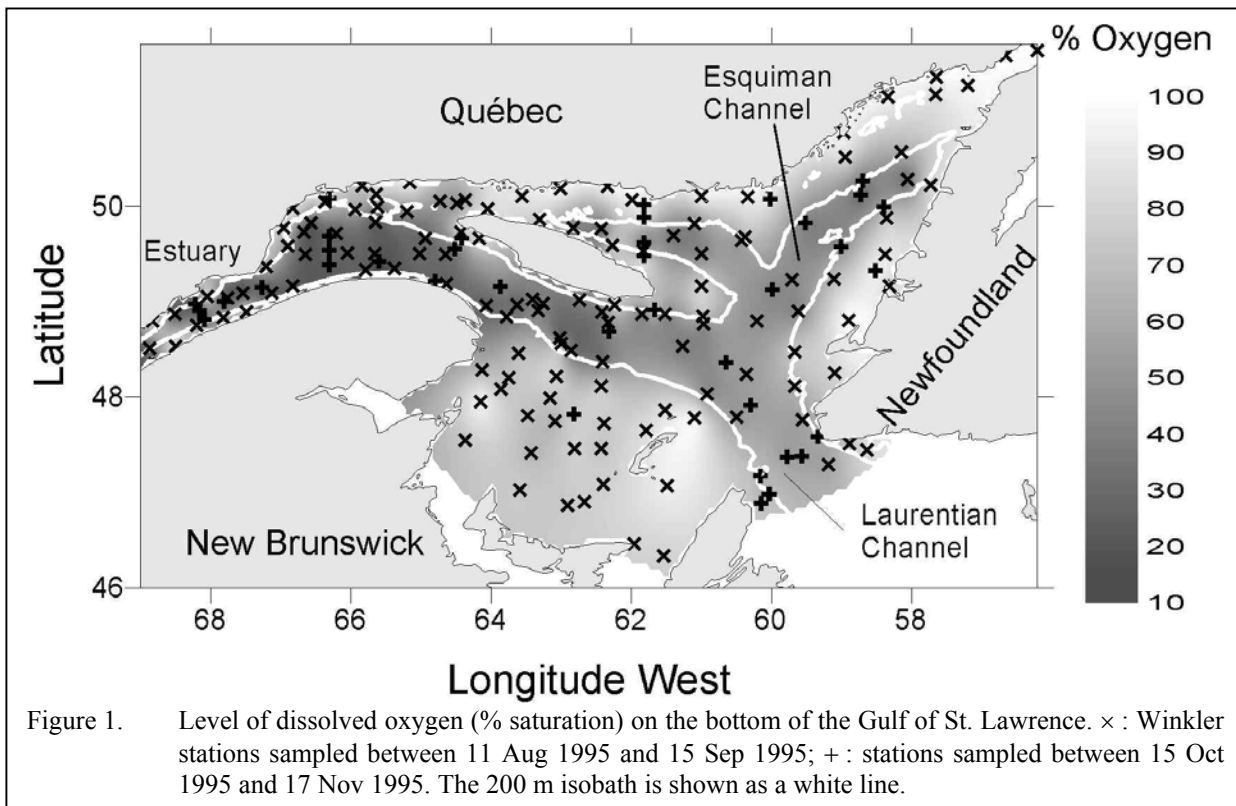 % Oxygen
Esquiman
Channel
Québec
100
90
80
70
60
50
40
30
20
10
50
48
46
Latitude
Estuary
Newfoundland
New Brunswick
Laurentian
Channel
68
66
64
62
60
58
Longitude West
Figure 1. Level of dissolved oxygen (% saturation) on the bottom of the Gulf of St. Lawrence. × : Winkler
stations sampled between 11 Aug 1995 and 15 Sep 1995; + : stations sampled between 15 Oct
1995 and 17 Nov 1995. The 200 m isobath is shown as a white line.